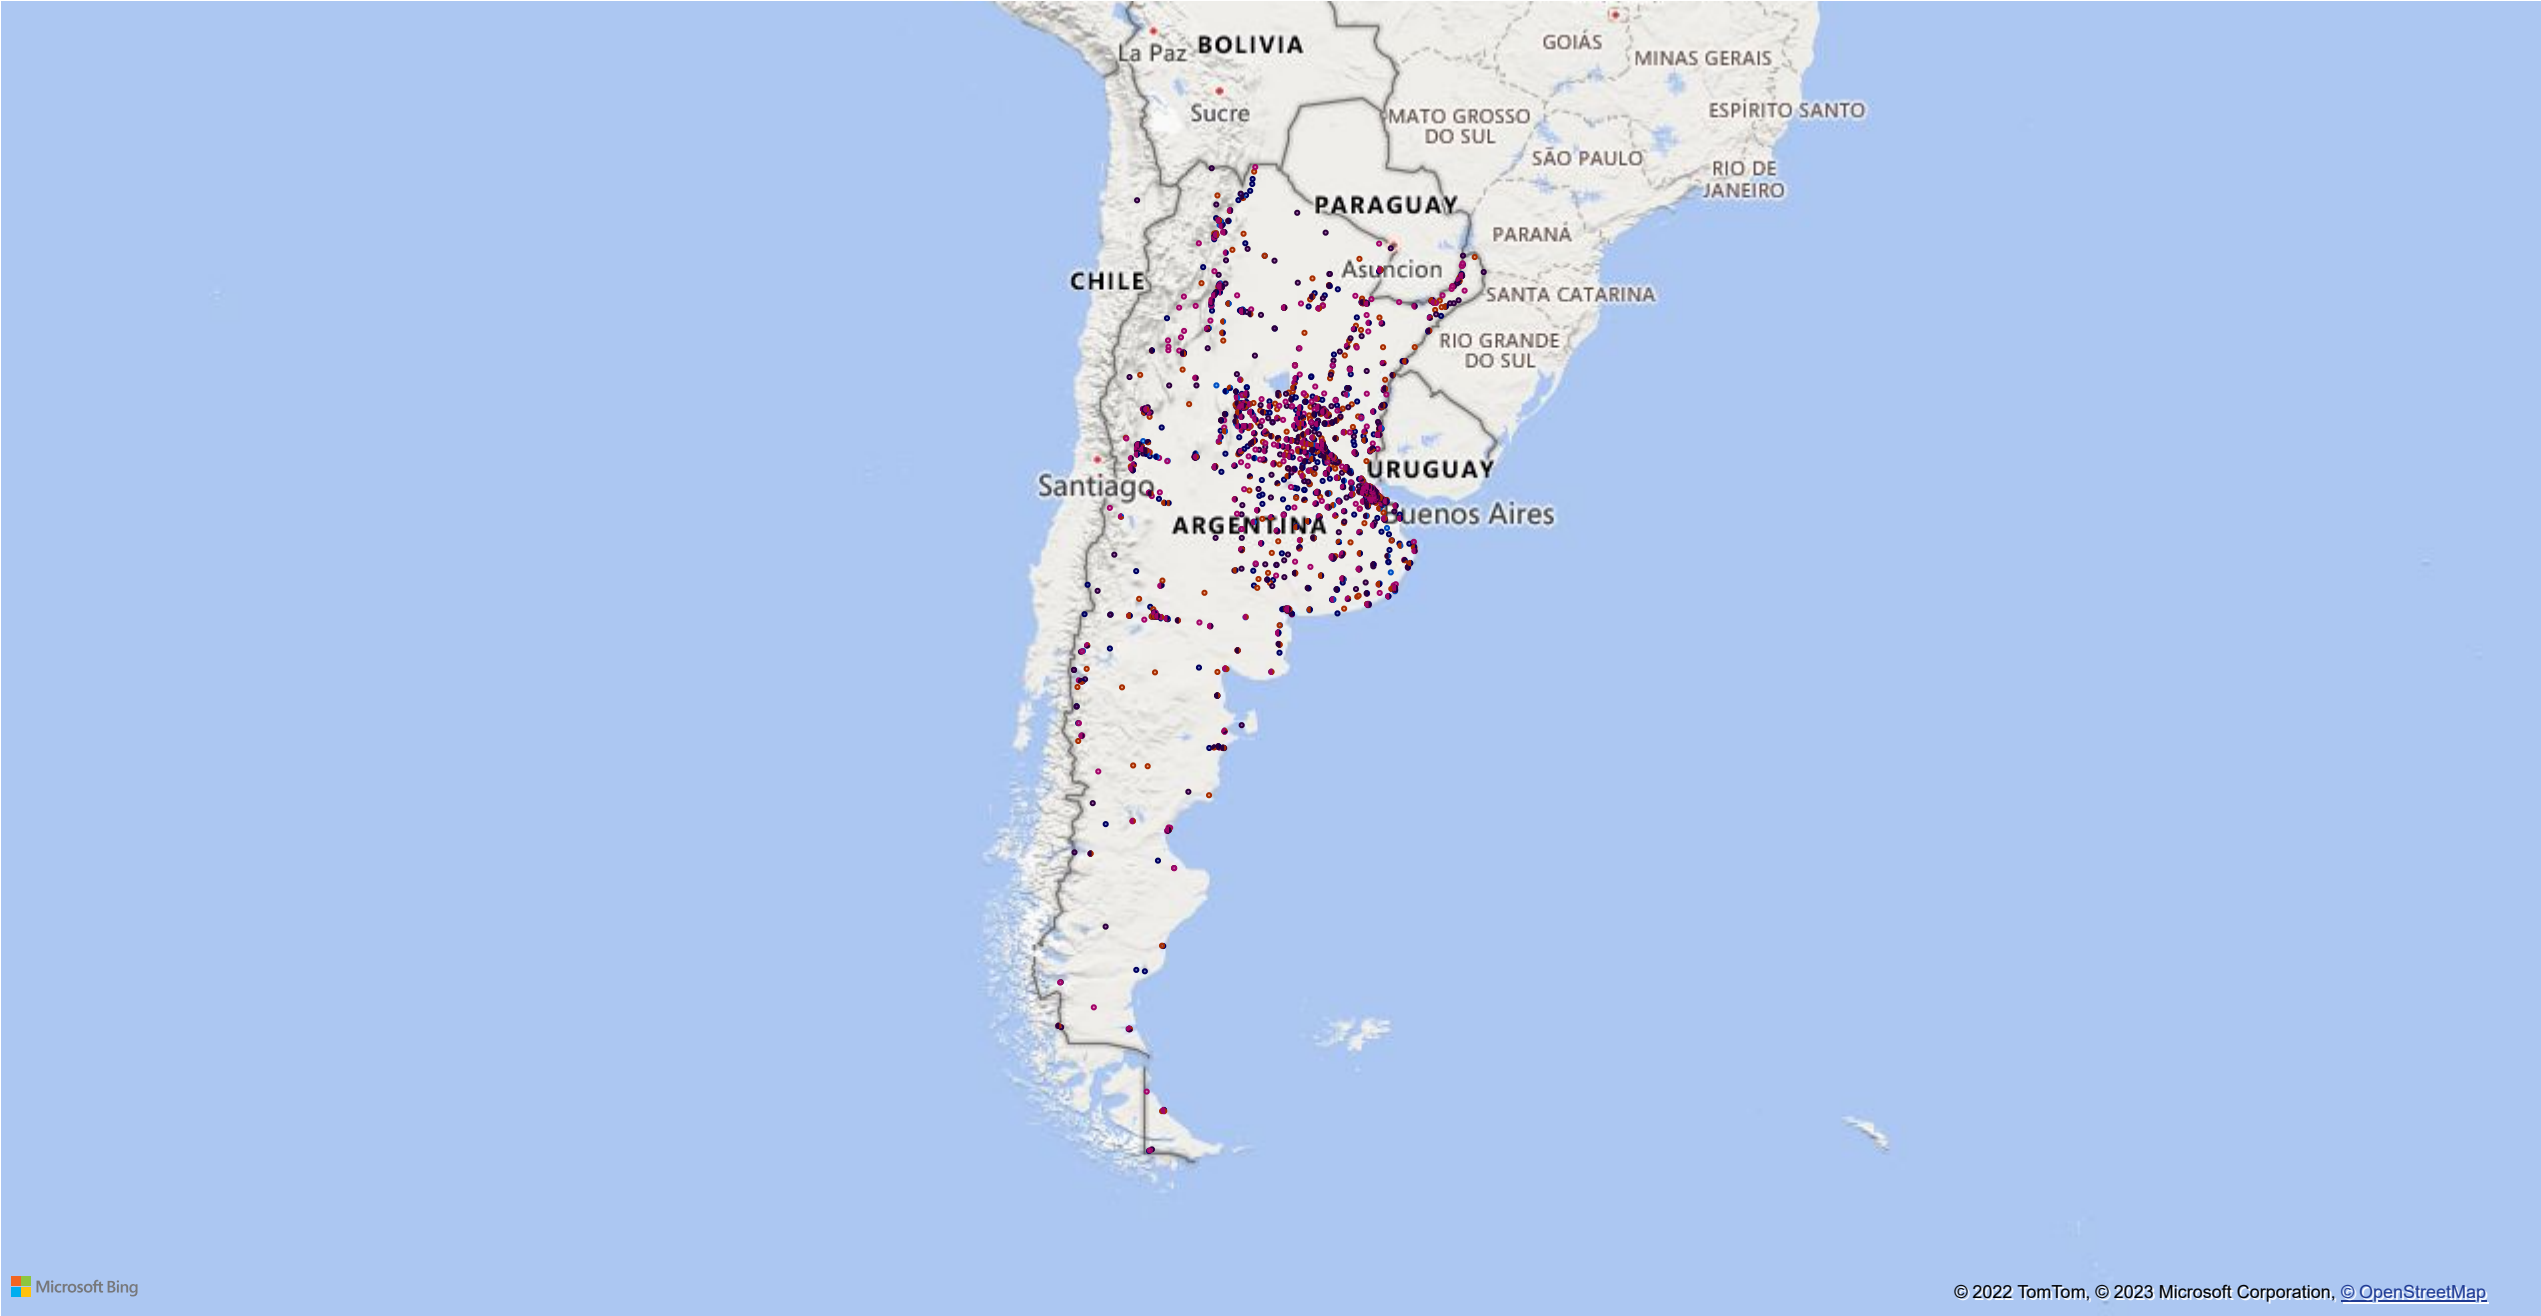 La Paz
BOLIVIA
GOIÁS
MINAS GERAIS
Sucre
MATO GROSSO
DO SUL
ESPÍRITO SANTO
SÃO PAULO
RIO DE
JANEIRO
PARAGUAY
PARANÁ
CHILE
Asuncion
SANTA CATARINA
RIO GRANDE
DO SUL
Santiago
URUGUAY
ARGENTINA
Buenos Aires
Microsoft Bing
© 2022 TomTom, © 2023 Microsoft Corporation, © OpenStreetMap